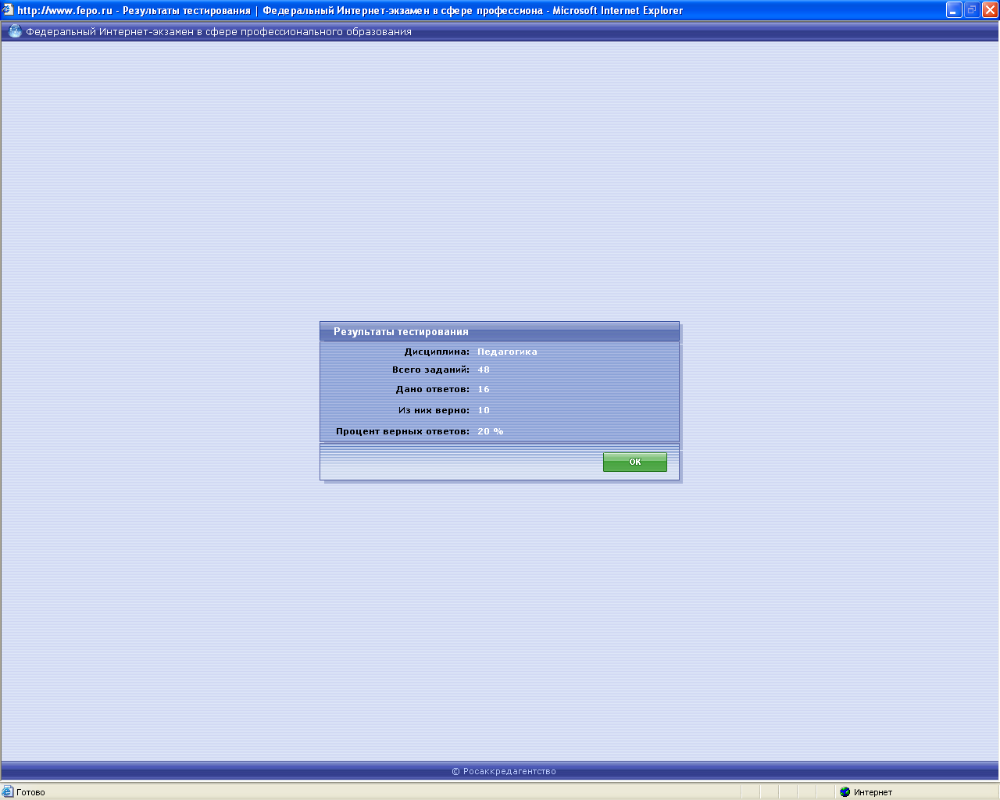 http://www.fepo.ru - Результаты тестирования | Федеральный Интернет-экзамен в сфере профессиона - Microsoft Internet Explorer
Федеральный Интернет-экзамен в сфере профессионального образования
Результаты тестирования
Дисциплина: Педагогика
Всего заданий: 48
Дано ответов: 16
Из них верно: 10
Процент верных ответов: 20 %
ОК
© Росаккредагентство
Готово Интернет